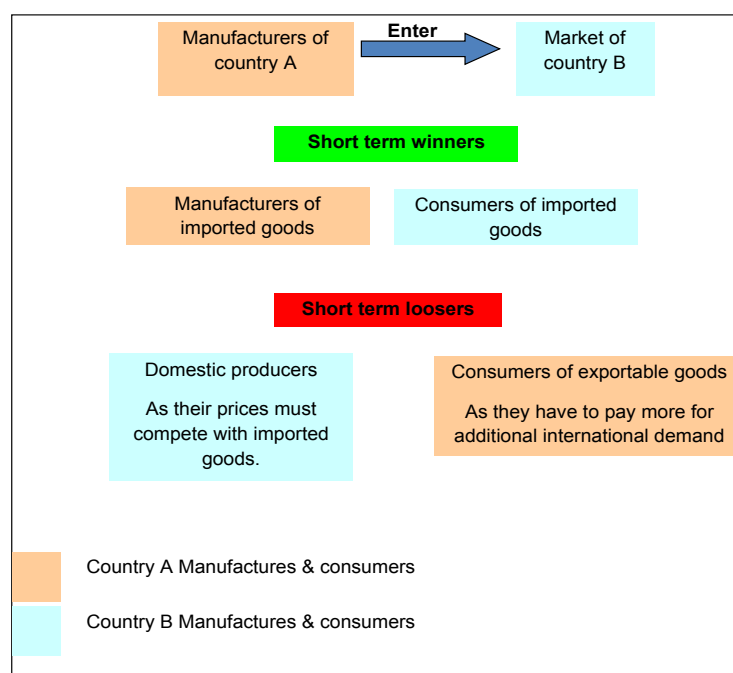 Manufacturers of
country A
Enter
Market of
country B
Short term winners
Manufacturers of
imported goods
Consumers of imported
goods
Short term loosers
Domestic producers
As their prices must
compete with imported
goods.
Consumers of exportable goods
As they have to pay more for
additional international demand
Country A Manufactures & consumers
Country B Manufactures & consumers